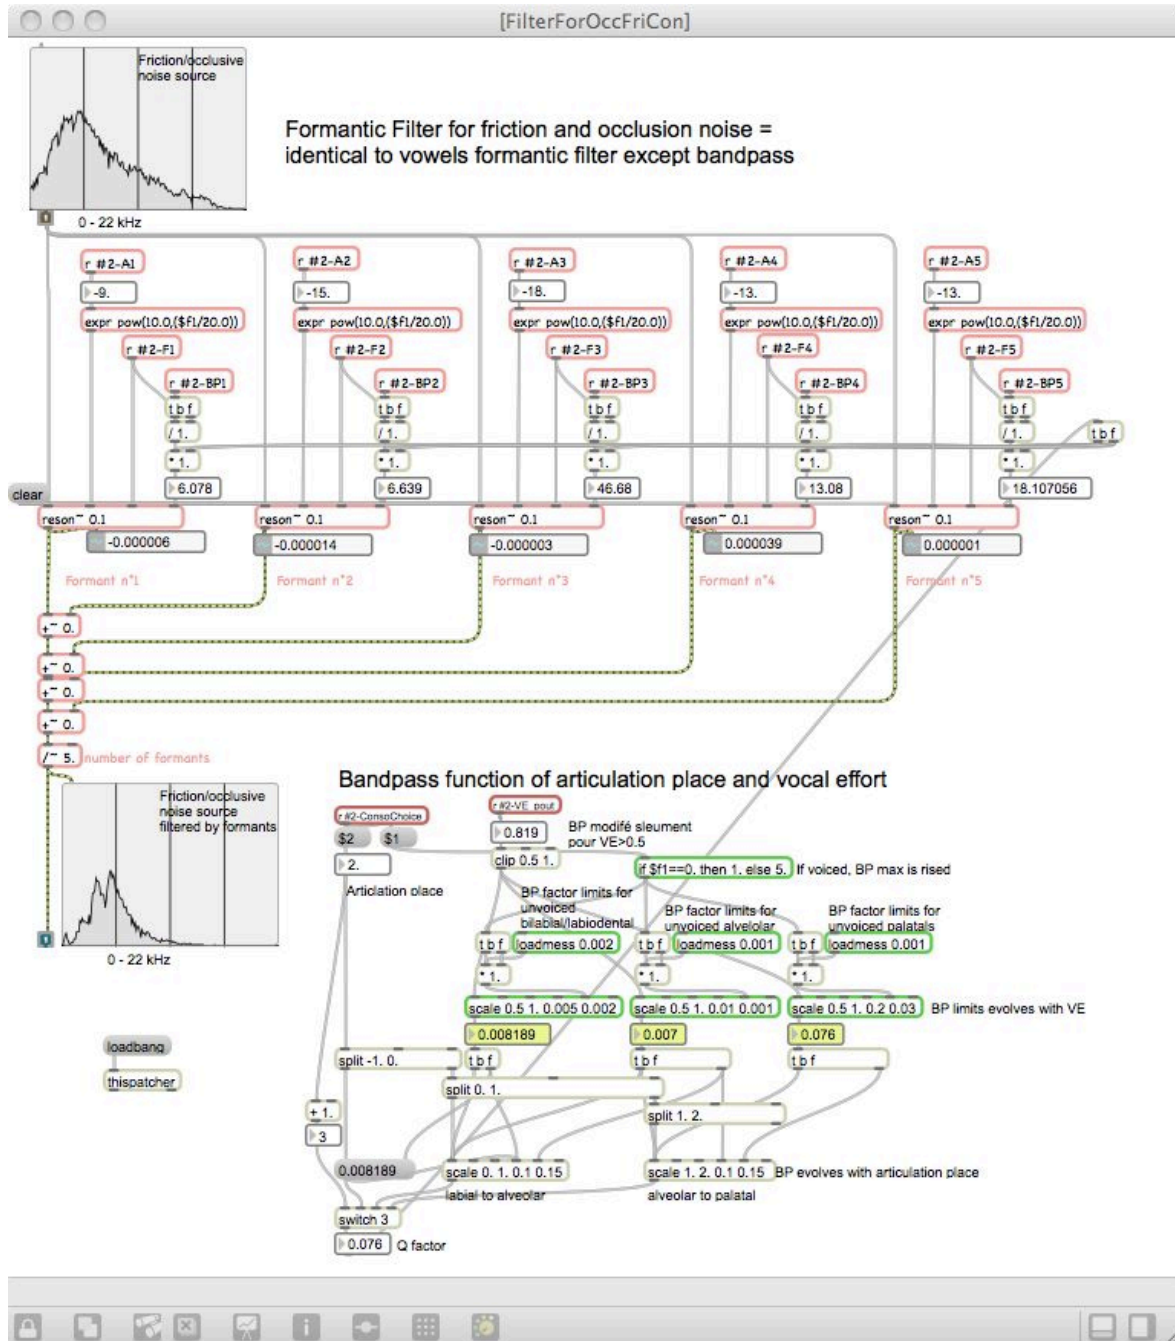 [FilterForOccFriCon]
Friction/occlusive
noise source
Formantic Filter for friction and occlusion noise =
identical to vowels formantic filter except bandpass
0 - 22 kHz
r #2-A1
r #2-A2
r #2-A3
r #2-A4
r #2-A5
-9.
-15.
-18.
-13.
-13.
expr pow(10.0,($f1/20.0))
expr pow(10.0,($f1/20.0))
expr pow(10.0,($f1/20.0))
expr pow(10.0,($f1/20.0))
expr pow(10.0,($f1/20.0))
r #2-F1
r #2-F2
r #2-F3
r #2-F4
r #2-F5
r #2-BP1
r #2-BP2
r #2-BP3
r #2-BP4
r #2-BP5
t b f
t b f
t b f
t b f
t b f
t b f
/ 1.
/ 1.
/ 1.
/ 1.
/ 1.
* 1.
* 1.
* 1.
* 1.
* 1.
6.078
6.639
46.68
13.08
18.107056
clear
reson~ 0.1
reson~ 0.1
reson~ 0.1
reson~ 0.1
reson~ 0.1
-0.000006
-0.000014
-0.000003
0.000039
0.000001
Formant n°1
Formant n°2
Formant n°3
Formant n°4
Formant n°5
+~ 0.
+~ 0.
+~ 0.
+~ 0.
/~ 5. number of formants
Friction/occlusive
noise source
filtered by formants
0 - 22 kHz
loadbang
thispatcher
Bandpass function of articulation place and vocal effort
r #2-ConsoChoice
r #2-VE_pout
$2
$1
0.819
BP modifé sleument
pour VE>0.5
2.
clip 0.5 1.
if $f1==0. then 1. else 5.
If voiced, BP max is rised
Articlation olace
BP factor limits for
unvoiced
bilabial/labiodental
BP factor limits for
unvoiced alvelolar
BP factor limits for
unvoiced palatals
t b f
loadmess 0.002
t b f
loadmess 0.001
t b f
loadmess 0.001
* 1.
* 1.
* 1.
scale 0.5 1. 0.005 0.002
scale 0.5 1. 0.01 0.001
scale 0.5 1. 0.2 0.03
BP limits evolves with VE
0.008189
0.007
0.076
split -1. 0.
t b f
t b f
t b f
split 0. 1.
split 1. 2.
+ 1.
3
0.008189
scale 0. 1. 0.1 0.15
scale 1. 2. 0.1 0.15
BP evolves with articulation place
labial to alveolar
alveolar to palatal
switch 3
0.076
Q factor